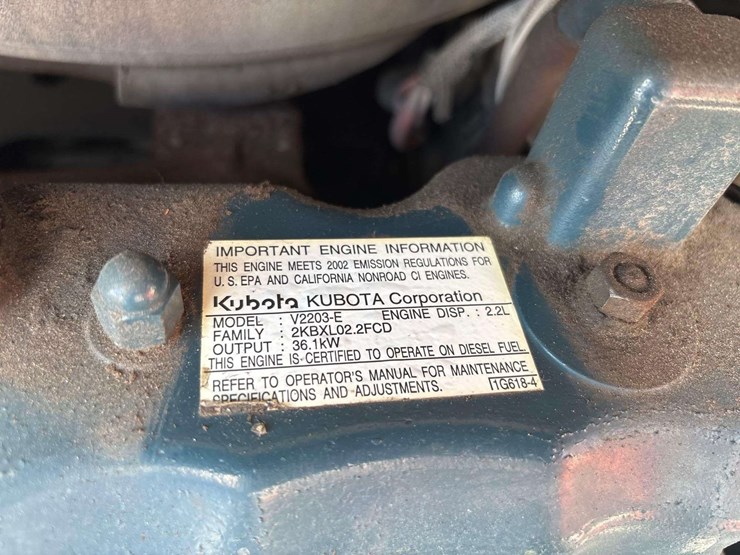 IMPORTANT ENGINE INFORMATION
THIS ENGINE MEETS 2002 EMISSION REGULATIONS FOR
U.S. EPA AND CALIFORNIA NONROAD CI ENGINES.
Kubota KUBOTA Corporation
MODEL : V2203-E ENGINE DISP. : 2.2L
FAMILY : 2KBXL02.2FCD
OUTPUT : 36.1kW
THIS ENGINE IS CERTIFIED TO OPERATE ON DIESEL FUEL
REFER TO OPERATOR'S MANUAL FOR MAINTENANCE
SPECIFICATIONS AND ADJUSTMENTS. 1G618-4